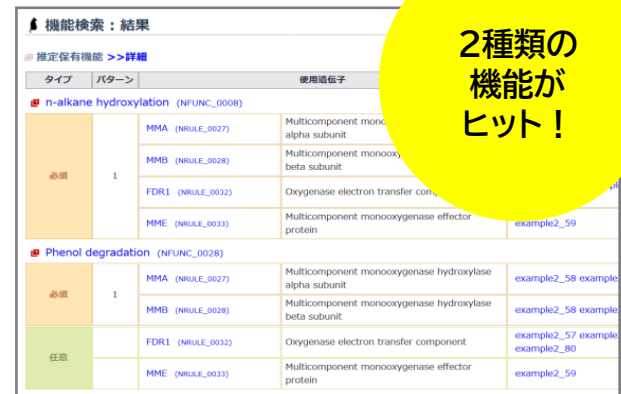 機能検索：結果
2種類の
機能が
ヒット！
推定保有機能 >>詳細
タイプ パターン 使用遺伝子
n-alkane hydroxylation (NFUNC_0008)
必須 1
MMA (NRULE_0027) Multicomponent
alpha subunit
MMB (NRULE_0028) Multicomponent
beta subunit
FDR1 (NRULE_0032) Oxygenase electron transfer
MME (NRULE_0033) Multicomponent monooxygenase effector
protein
example2_59
Phenol degradation (NFUNC_0028)
必須 1
MMA (NRULE_0027) Multicomponent monooxygenase hydroxylase
alpha subunit
example2_58
MMB (NRULE_0028) Multicomponent monooxygenase hydroxylase
beta subunit
example2_58
任意
FDR1 (NRULE_0032) Oxygenase electron transfer component
example2_57
example2_80
MME (NRULE_0033) Multicomponent monooxygenase effector
protein
example2_59